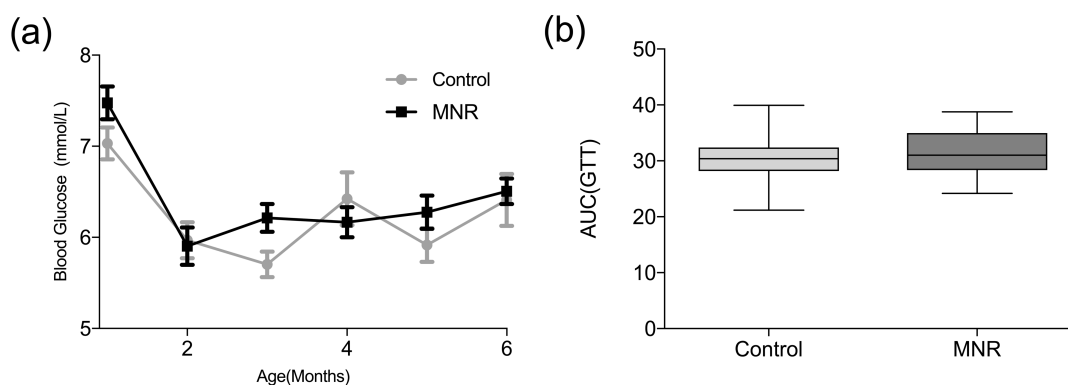 (a)
Blood Glucose (mmol/L)
8
7
6
5
2
4
6
Age(Months)
Control
MNR
(b)
AUC(GTT)
50
40
30
20
10
0
Control
MNR